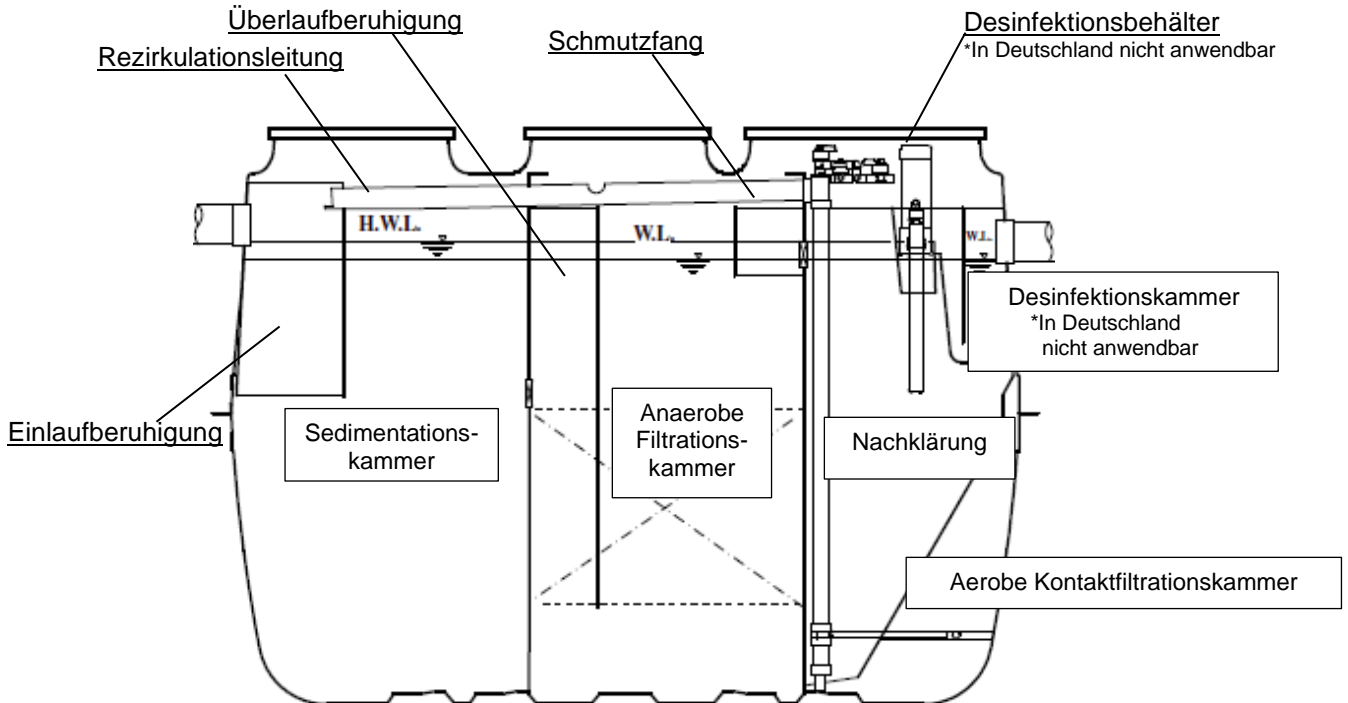 Überlaufberuhigung
Desinfektionsbehälter
*In Deutschland nicht anwendbar
Schmutzfang
Rezirkulationsleitung
H.W.L.
W.L.
W.L.
Desinfektionskammer
*In Deutschland
nicht anwendbar
Einlaufberuhigung
Sedimentations-
kammer
Anaerobe
Filtrations-
kammer
Nachklärung
Aerobe Kontaktfiltrationskammer